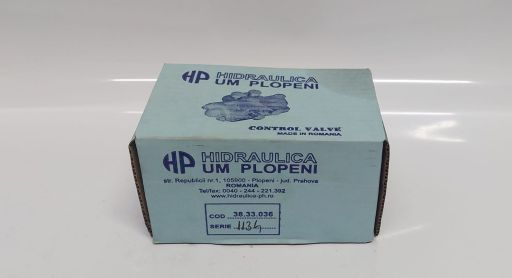 HP HIDRAULICA
UM PLOPENI
CONTROL VALVE
MADE IN ROMANIA
HP HIDRAULICA
UM PLOPENI
str. Republicii nr.1, 105900 - Plopeni - jud. Prahova
ROMANIA
Tel/fax: 0040 - 244 - 221.392
www.hidraulica-ph.ro
COD ..38.33.036
SERIE ..1134......